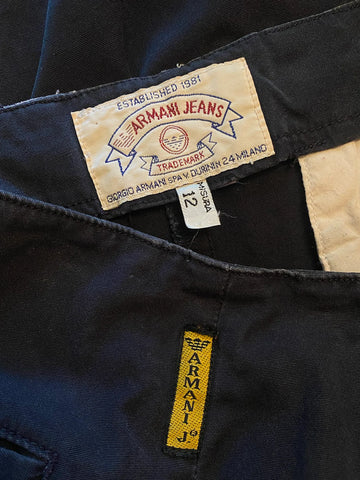 ESTABLISHED 1981
ARMANI JEANS
TRADEMARK
GIORGIO ARMANI SPA V. DURINI N 24 MILANO
MISURA
12
ARMANI J.